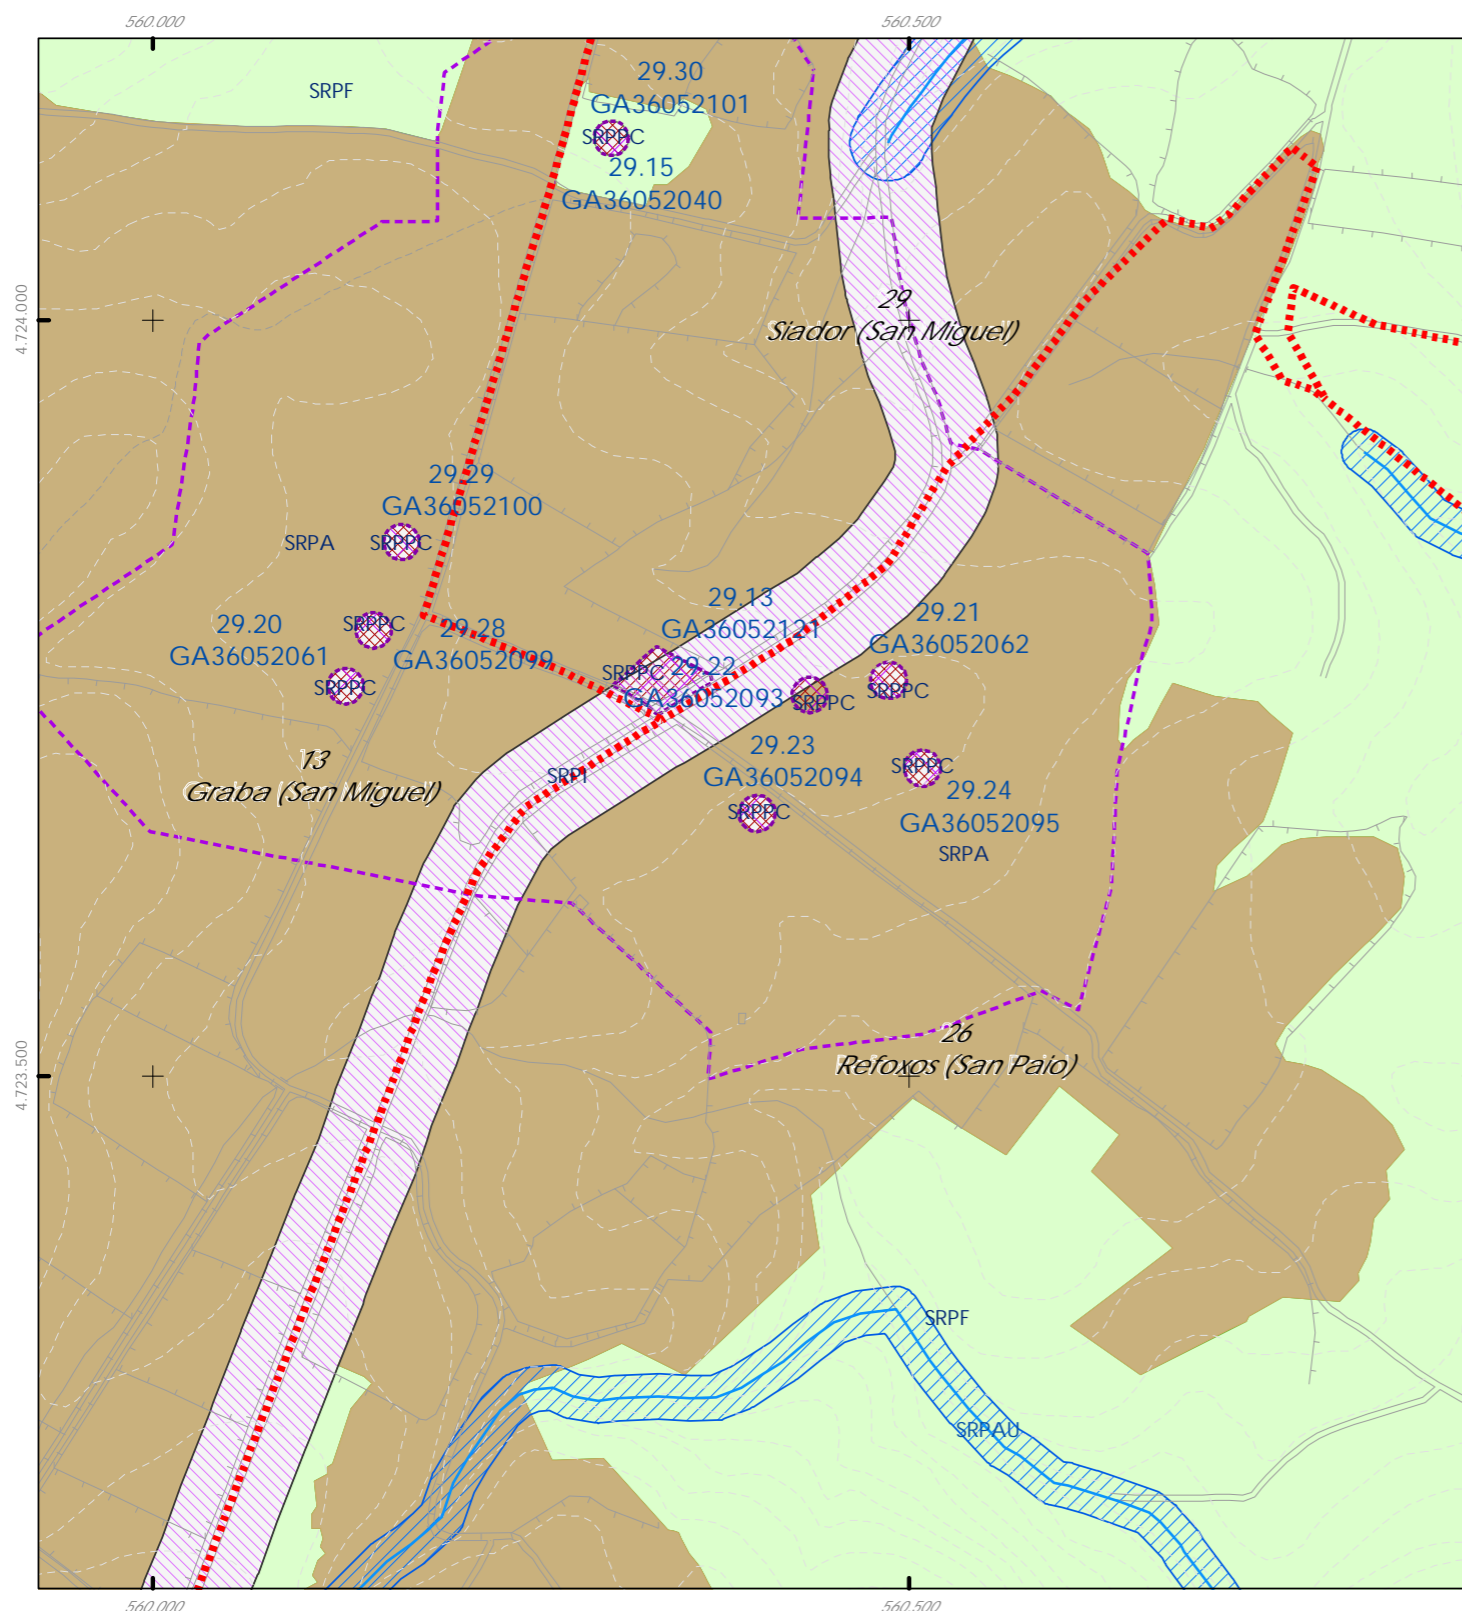 560.000
560.500
29.30
GA36052101
SRPF
SRPPC
29.15
GA36052040
4.724.000
29
Siador (San Miguel)
29.29
GA36052100
SRPA
SRPPC
29.13
GA36052121
29.20
GA36052061
SRPPC
29.28
GA36052099
29.21
GA36052062
SRPPC
29.22
GA36052093
SRPPC
SRPPC
SRPPC
29.23
GA36052094
13
Graba (San Miguel)
SRPI
SRPPC
29.24
GA36052095
SRPPC
SRPA
26
Refoxos (San Paio)
4.723.500
SRPF
SRPAU
560.000
560.500